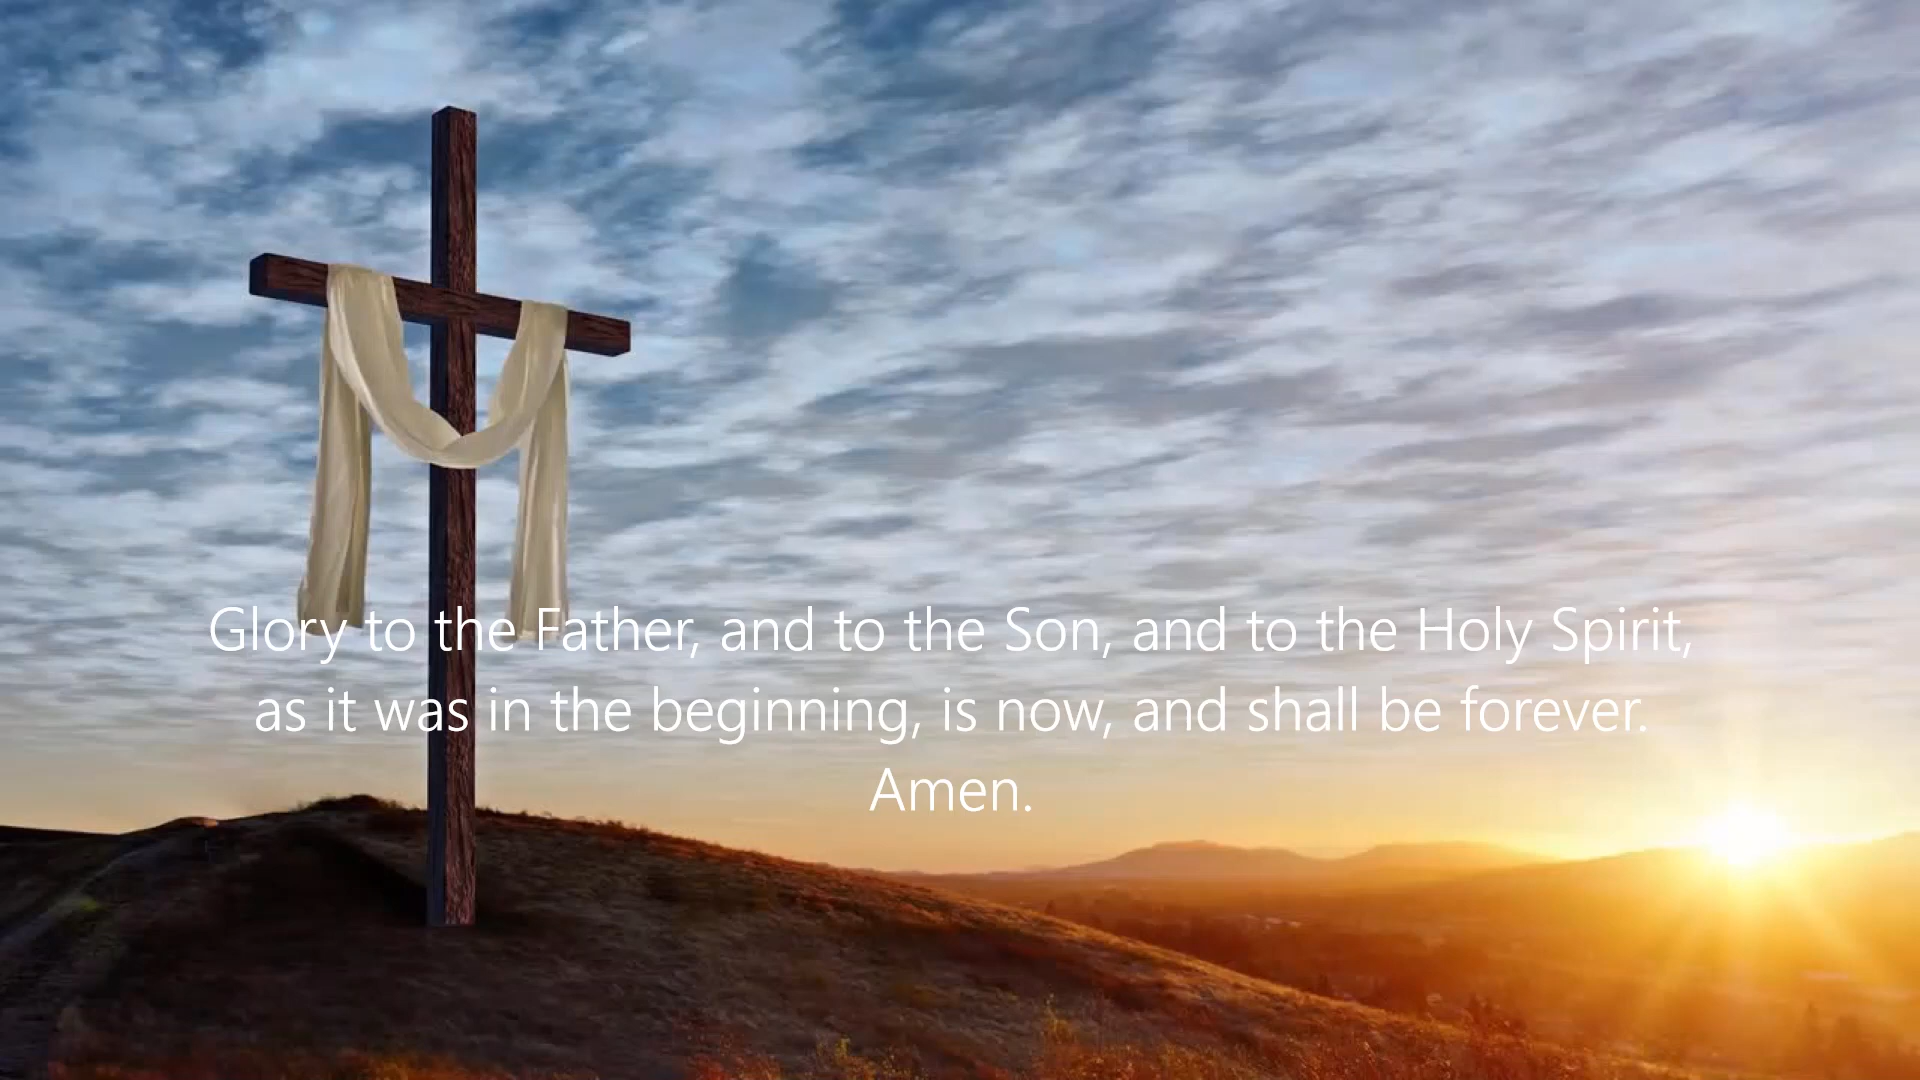 Glory to the Father, and to the Son, and to the Holy Spirit,
as it was in the beginning, is now, and shall be forever.
Amen.